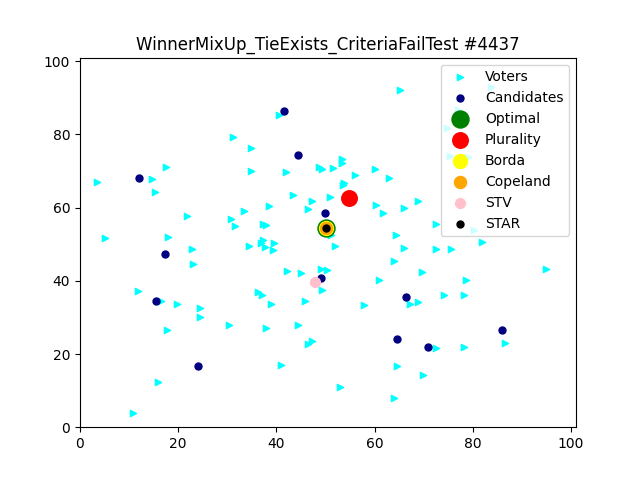 WinnerMixUp_TieExists_CriteriaFailTest #4437
100
80
60
40
20
0
0 20 40 60 80 100
Voters
Candidates
Optimal
Plurality
Borda
Copeland
STV
STAR